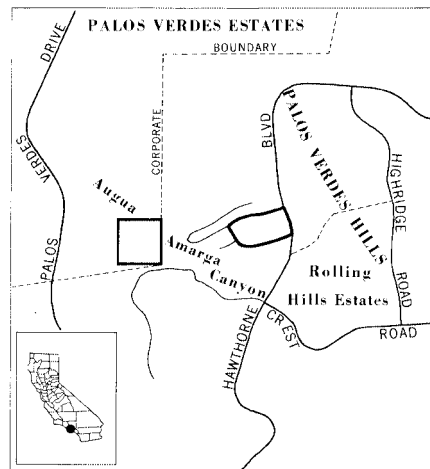 PALOS VERDES ESTATES
BOUNDARY
DRIVE
VERDES
PALOS
CORPORATE
BLVD
PALOS VERDES HILLS
HIGHRIDGE
ROAD
Augua
Amarga
Canyon
Rolling
Hills Estates
HAWTHORNE
CREST
ROAD